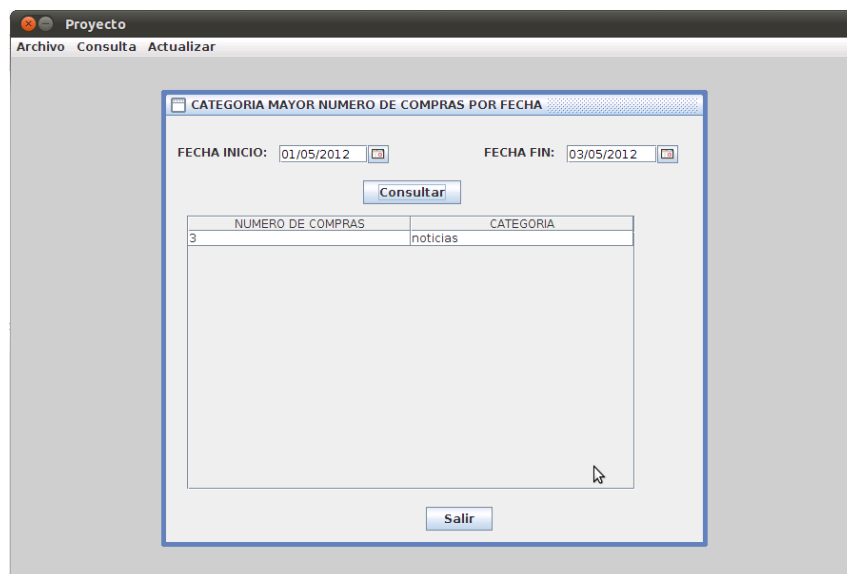 Proyecto
Archivo Consulta Actualizar
CATEGORIA MAYOR NUMERO DE COMPRAS POR FECHA
FECHA INICIO: 01/05/2012 FECHA FIN: 03/05/2012
Consultar
NUMERO DE COMPRAS CATEGORIA
3 noticias
Salir